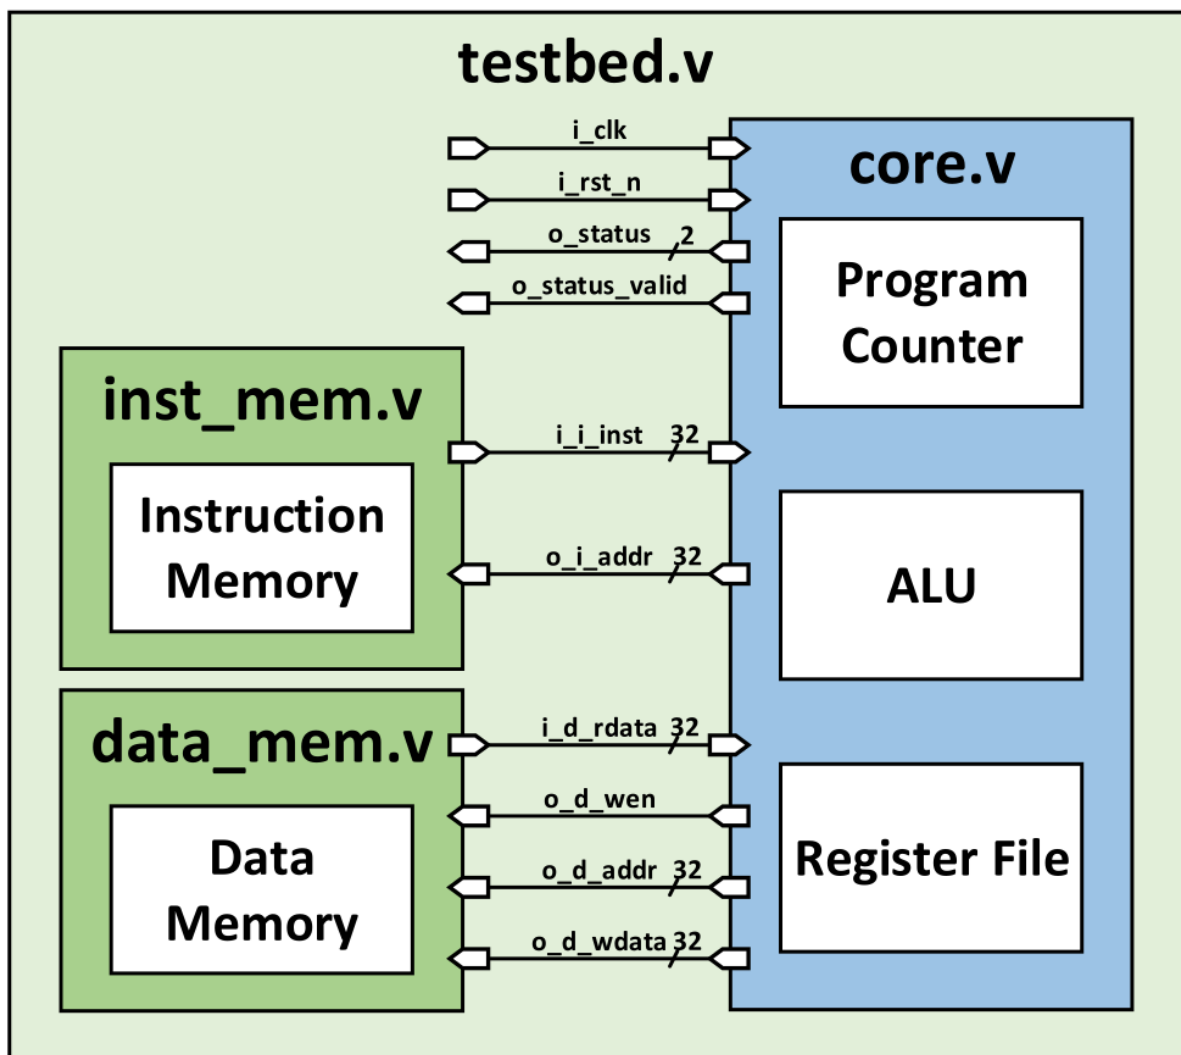 testbed.v
i_clk
core.v
i_rst_n
o_status 2
o_status_valid
Program
Counter
inst_mem.v
i_i_inst 32
Instruction
Memory
o_i_addr 32
ALU
data_mem.v
i_d_rdata 32
o_d_wen
Data
Memory
o_d_addr 32
Register File
o_d_wdata 32